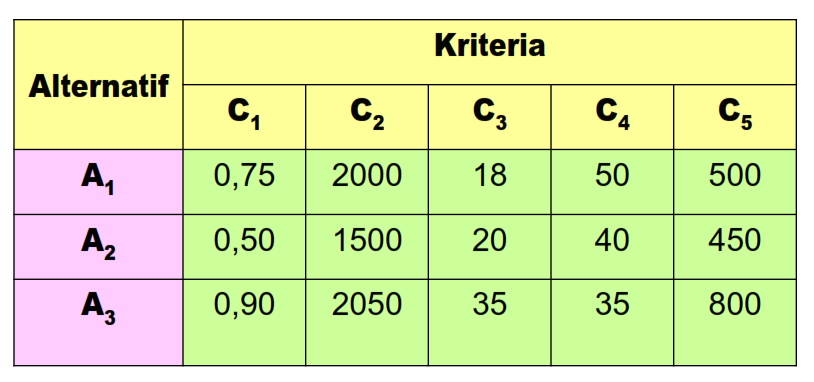 Alternatif Kriteria
C1 C2 C3 C4 C5
A1 0,75 2000 18 50 500
A2 0,50 1500 20 40 450
A3 0,90 2050 35 35 800